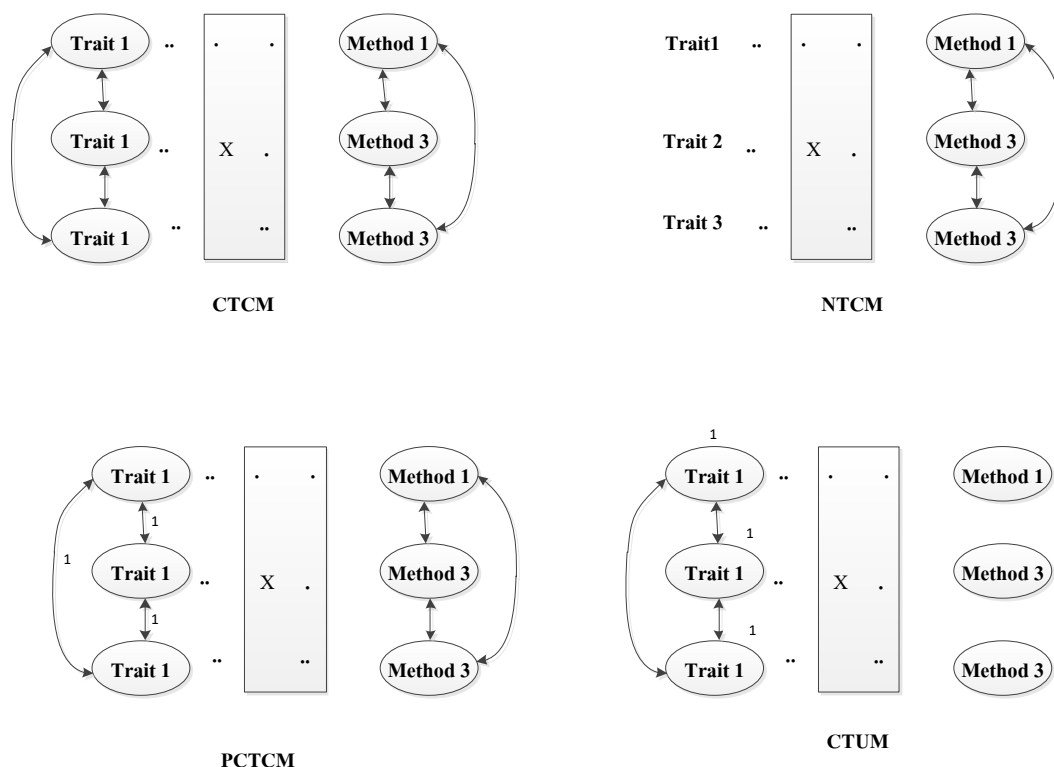 Trait 1 .. . . Method 1
Trait 1 .. X . Method 3
Trait 1 .. .. Method 3
CTCM
Trait1 .. . . Method 1
Trait 2 .. X . Method 3
Trait 3 .. .. Method 3
NTCM
Trait 1 .. . . Method 1
1
1
Trait 1 .. X . Method 3
1
Trait 1 .. .. Method 3
PCTCM
1
Trait 1 .. . . Method 1
1
Trait 1 .. X . Method 3
1
Trait 1 .. .. Method 3
CTUM